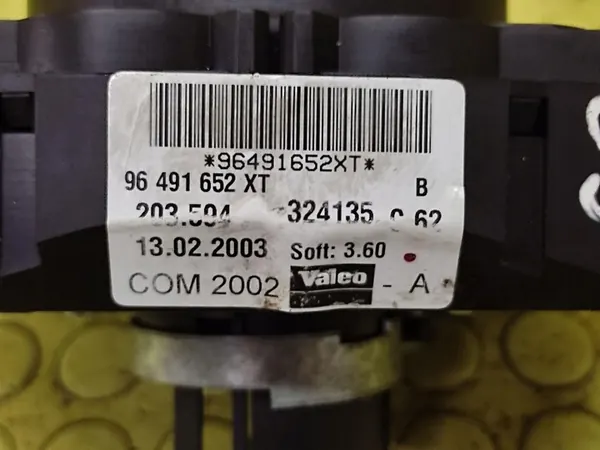 *96491652XT*
96 491 652 XT B
203.594 324135 C 62
13.02.2003 Soft: 3.60
COM 2002 Valeo - A